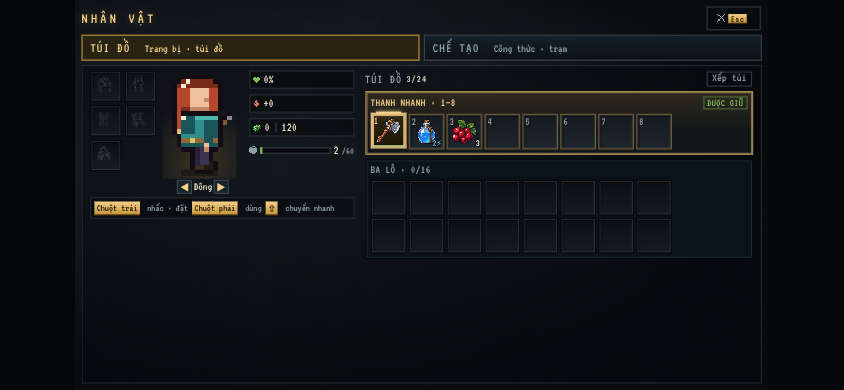 NHÂN VẬT
Esc
TÚI ĐỒ Trang bị · túi đồ
CHẾ TẠO Công thức · trạm
0%
+0
0 | 120
2 /60
Đông
Chuột trái nhấc · đặt Chuột phải dùng ⇧ chuyển nhanh
TÚI ĐỒ 3/24
Xếp túi
THANH NHANH · 1–8
ĐƯỢC GIỮ
1 2 3 4 5 6 7 8
2⚡ 3
BA LÔ · 0/16